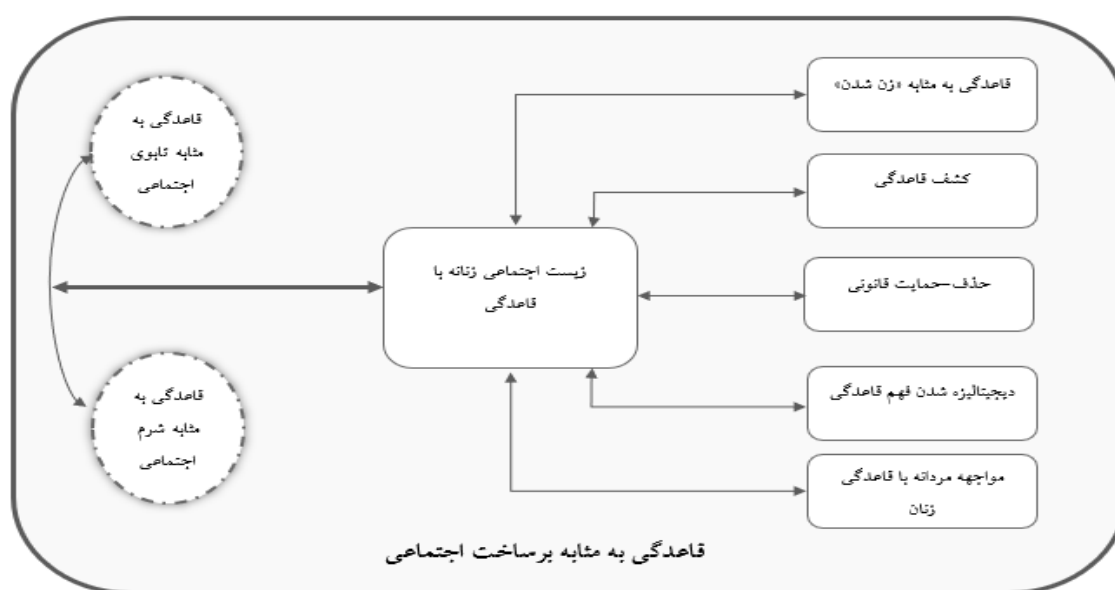 قاعدگی به مثابه «زن شدن»
کشف قاعدگی
حذف–حمایت قانونی
دیجیتالیزه شدن فهم قاعدگی
مواجهه مردانه با قاعدگی
زنان
زیست اجتماعی زنانه با
قاعدگی
قاعدگی به
مثابه تابوی
اجتماعی
قاعدگی به
مثابه شرم
اجتماعی
قاعدگی به مثابه برساخت اجتماعی